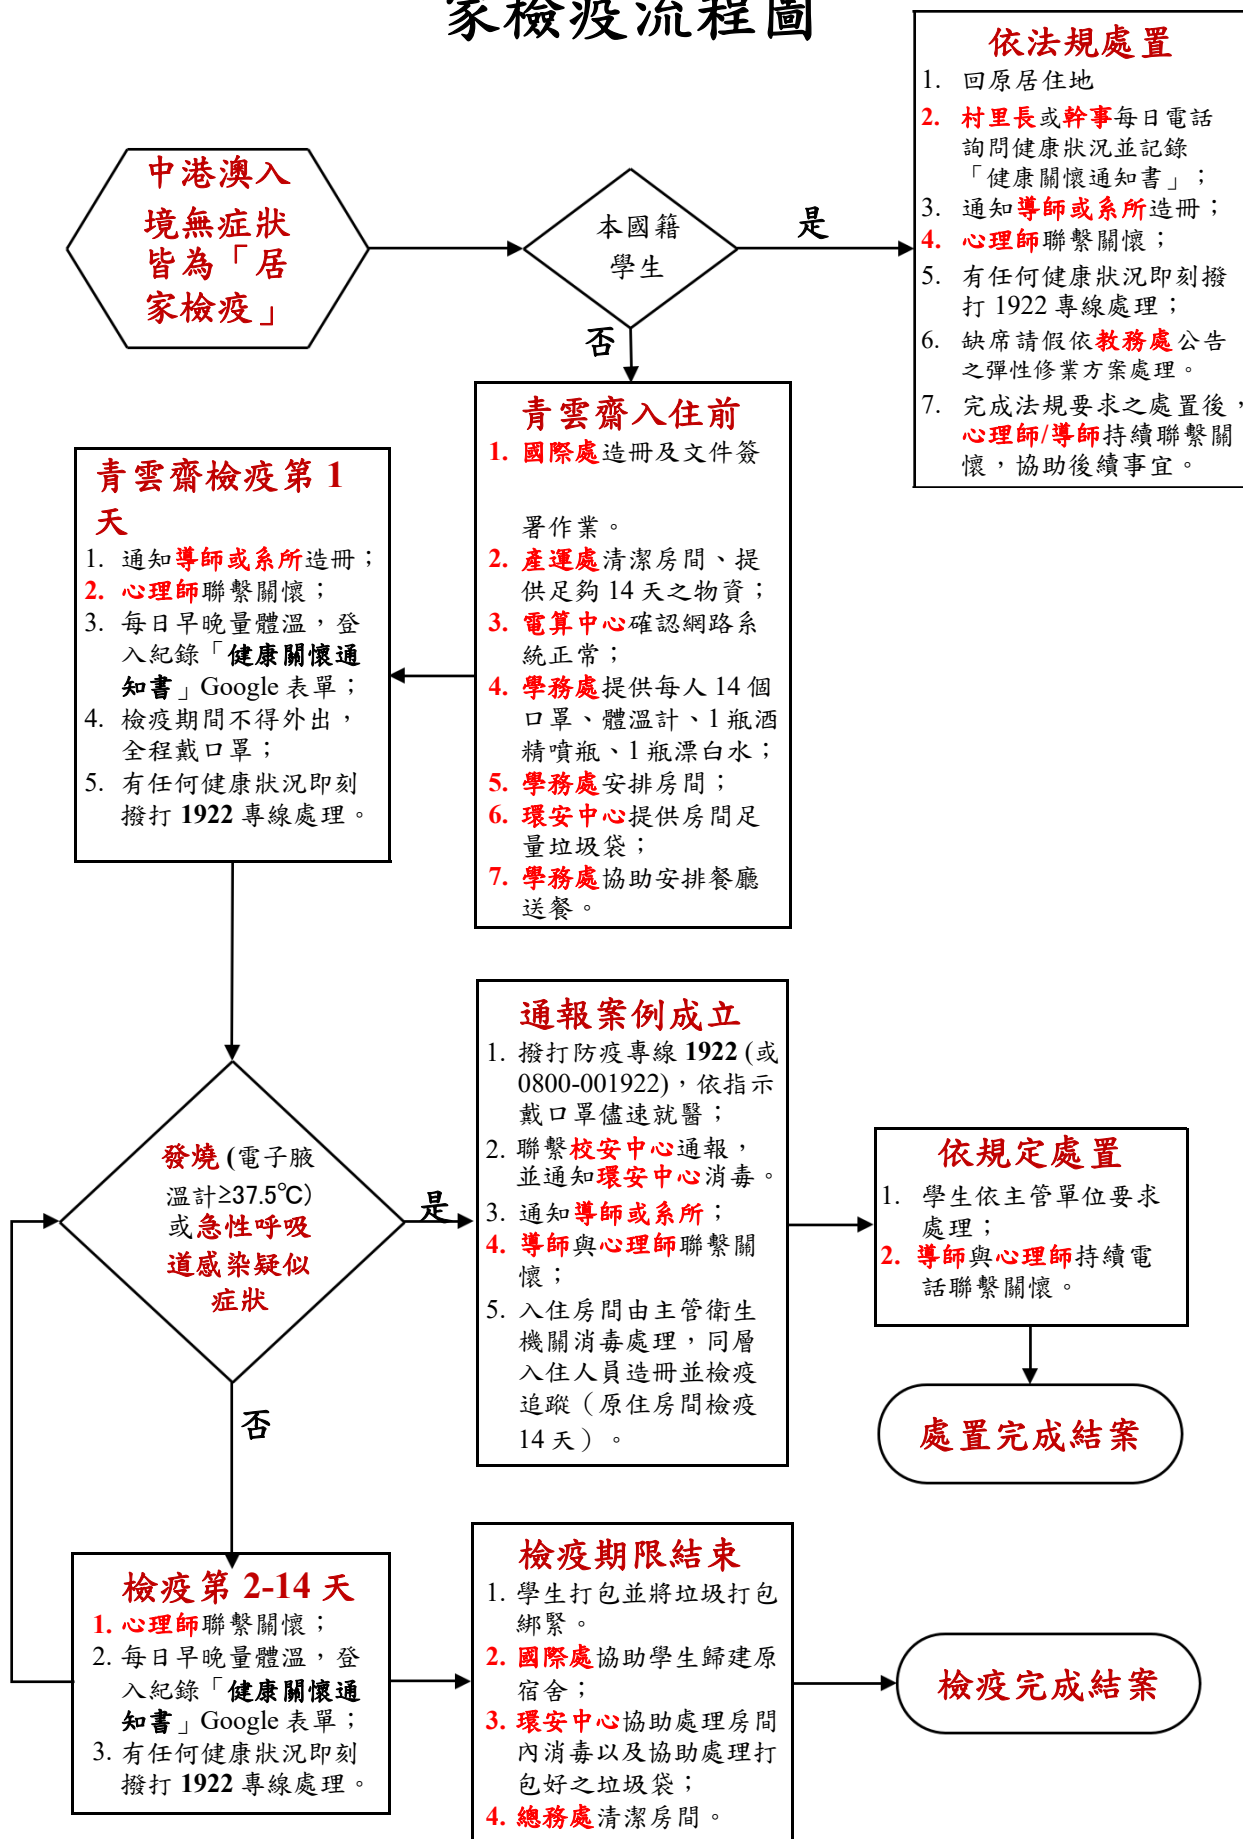 家檢疫流程圖
依法規處置
1. 回原居住地
2. 村里長或幹事每日電話
詢問健康狀況並記錄
「健康關懷通知書」；
3. 通知導師或系所造冊；
4. 心理師聯繫關懷；
5. 有任何健康狀況即刻撥
打 1922 專線處理；
6. 缺席請假依教務處公告
之彈性修業方案處理。
7. 完成法規要求之處置後，
心理師/導師持續聯繫關
懷，協助後續事宜。
中港澳入
境無症狀
皆為「居
家檢疫」
本國籍
學生
是
否
青雲齋入住前
1. 國際處造冊及文件簽
署作業。
2. 產運處清潔房間、提
供足夠 14 天之物資；
3. 電算中心確認網路系
統正常；
4. 學務處提供每人 14 個
口罩、體溫計、1 瓶酒
精噴瓶、1 瓶漂白水；
5. 學務處安排房間；
6. 環安中心提供房間足
量垃圾袋；
7. 學務處協助安排餐廳
送餐。
青雲齋檢疫第 1
天
1. 通知導師或系所造冊；
2. 心理師聯繫關懷；
3. 每日早晚量體溫，登
入紀錄「健康關懷通
知書」Google 表單；
4. 檢疫期間不得外出，
全程戴口罩；
5. 有任何健康狀況即刻
撥打 1922 專線處理。
發燒 (電子腋
溫計≥37.5℃)
或急性呼吸
道感染疑似
症狀
是
否
通報案例成立
1. 撥打防疫專線 1922 (或
0800-001922)，依指示
戴口罩儘速就醫；
2. 聯繫校安中心通報，
並通知環安中心消毒。
3. 通知導師或系所；
4. 導師與心理師聯繫關
懷；
5. 入住房間由主管衛生
機關消毒處理，同層
入住人員造冊並檢疫
追蹤（原住房間檢疫
14 天）。
依規定處置
1. 學生依主管單位要求
處理；
2. 導師與心理師持續電
話聯繫關懷。
處置完成結案
檢疫第 2-14 天
1. 心理師聯繫關懷；
2. 每日早晚量體溫，登
入紀錄「健康關懷通
知書」Google 表單；
3. 有任何健康狀況即刻
撥打 1922 專線處理。
檢疫期限結束
1. 學生打包並將垃圾打包
綁緊。
2. 國際處協助學生歸建原
宿舍；
3. 環安中心協助處理房間
內消毒以及協助處理打
包好之垃圾袋；
4. 總務處清潔房間。
檢疫完成結案